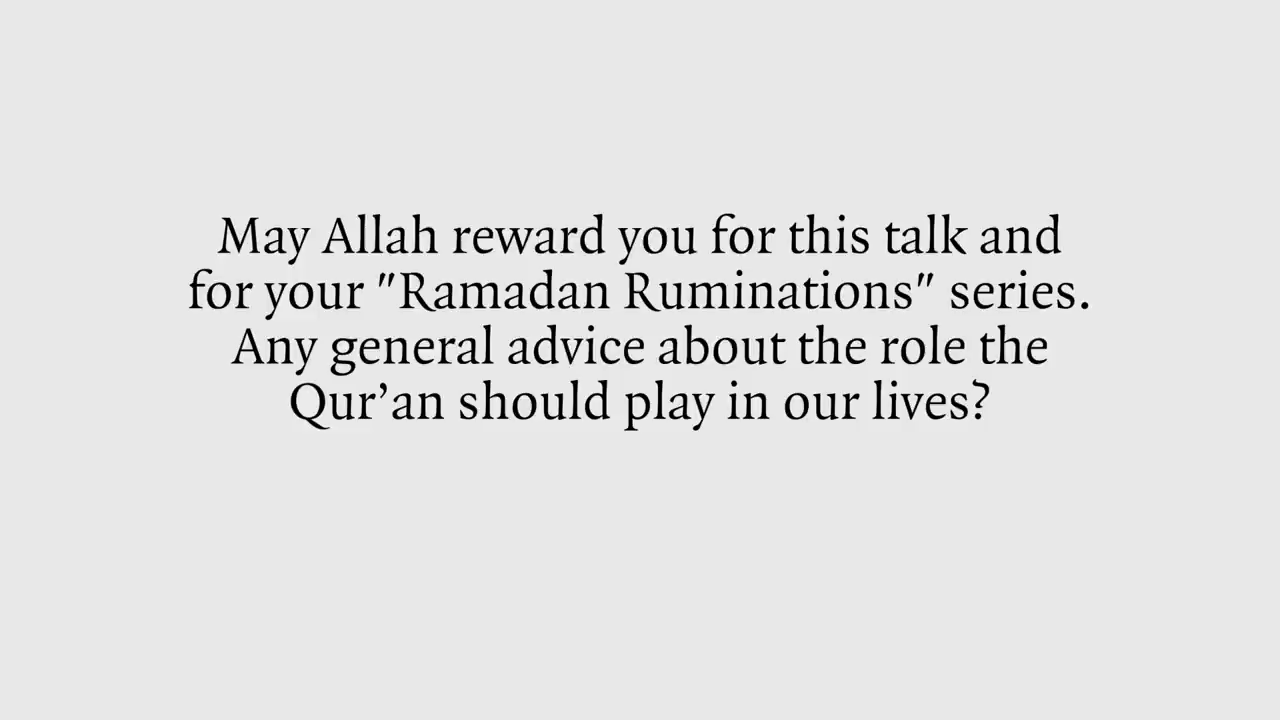 May Allah reward you for this talk and
for your "Ramadan Ruminations" series.
Any general advice about the role the
Qur’an should play in our lives?